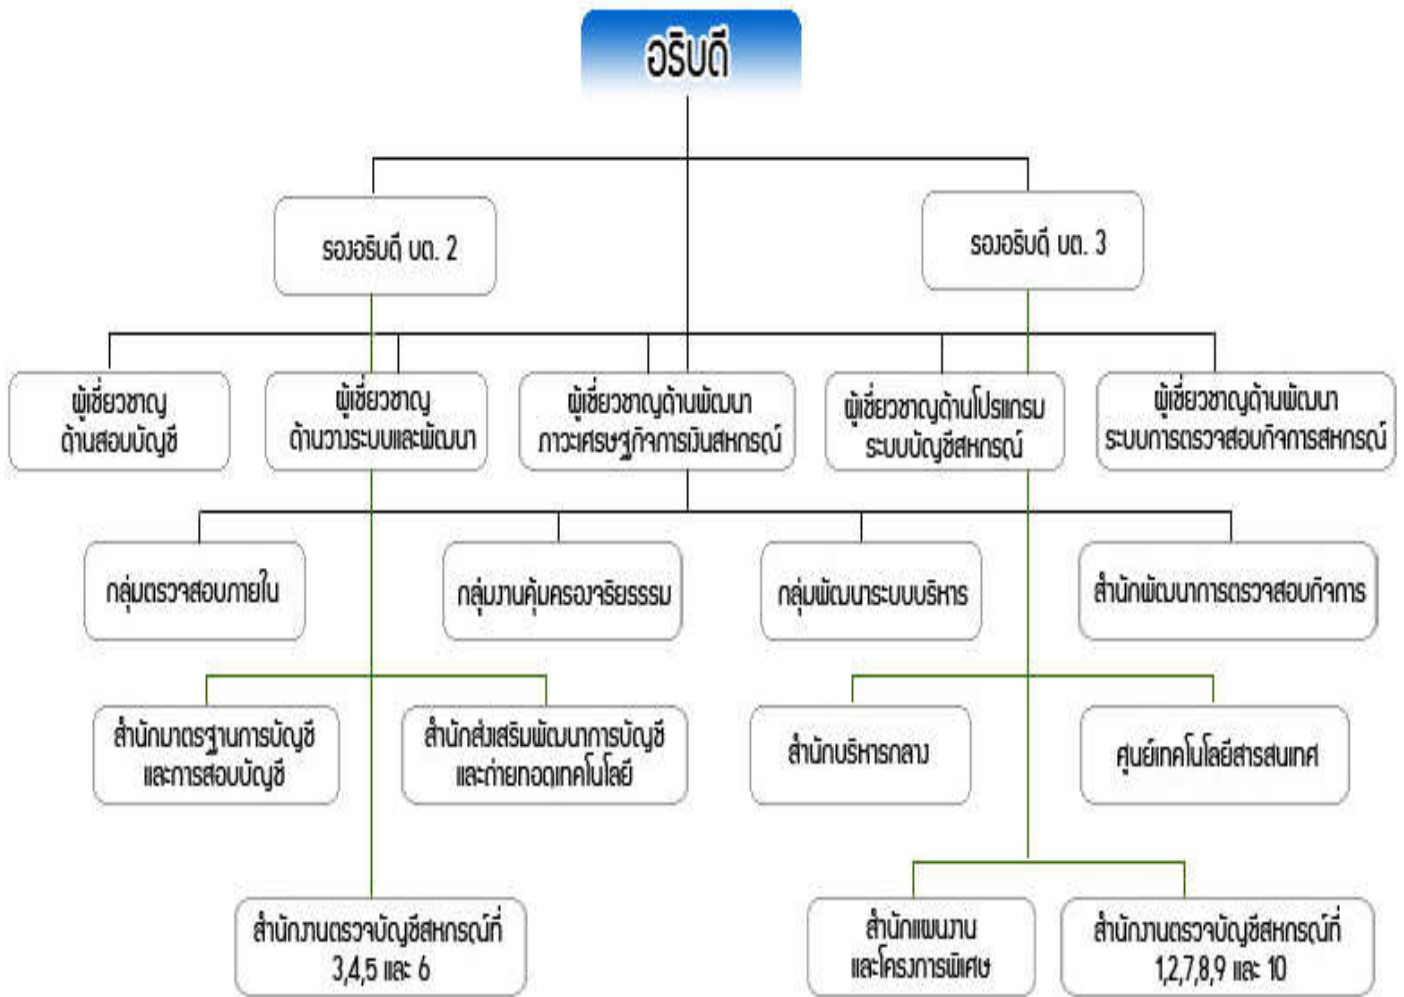 อธิบดี
รองอธิบดี บต. 2
รองอธิบดี บต. 3
ผู้เชี่ยวชาญ
ด้านสอบบัญชี
ผู้เชี่ยวชาญ
ด้านวางระบบและพัฒนา
ผู้เชี่ยวชาญด้านพัฒนา
ภาวะเศรษฐกิจการเงินสหกรณ์
ผู้เชี่ยวชาญด้านโปรแกรม
ระบบบัญชีสหกรณ์
ผู้เชี่ยวชาญด้านพัฒนา
ระบบการตรวจสอบกิจการสหกรณ์
กลุ่มตรวจสอบภายใน
กลุ่มงานคุ้มครองจริยธรรม
กลุ่มพัฒนาระบบบริหาร
สำนักพัฒนาการตรวจสอบกิจการ
สำนักมาตรฐานการบัญชี
และการสอบบัญชี
สำนักส่งเสริมพัฒนาการบัญชี
และถ่ายทอดเทคโนโลยี
สำนักบริหารกลาง
ศูนย์เทคโนโลยีสารสนเทศ
สำนักงานตรวจบัญชีสหกรณ์ที่
3,4,5 และ 6
สำนักแผนงาน
และโครงการพิเศษ
สำนักงานตรวจบัญชีสหกรณ์ที่
1,2,7,8,9 และ 10